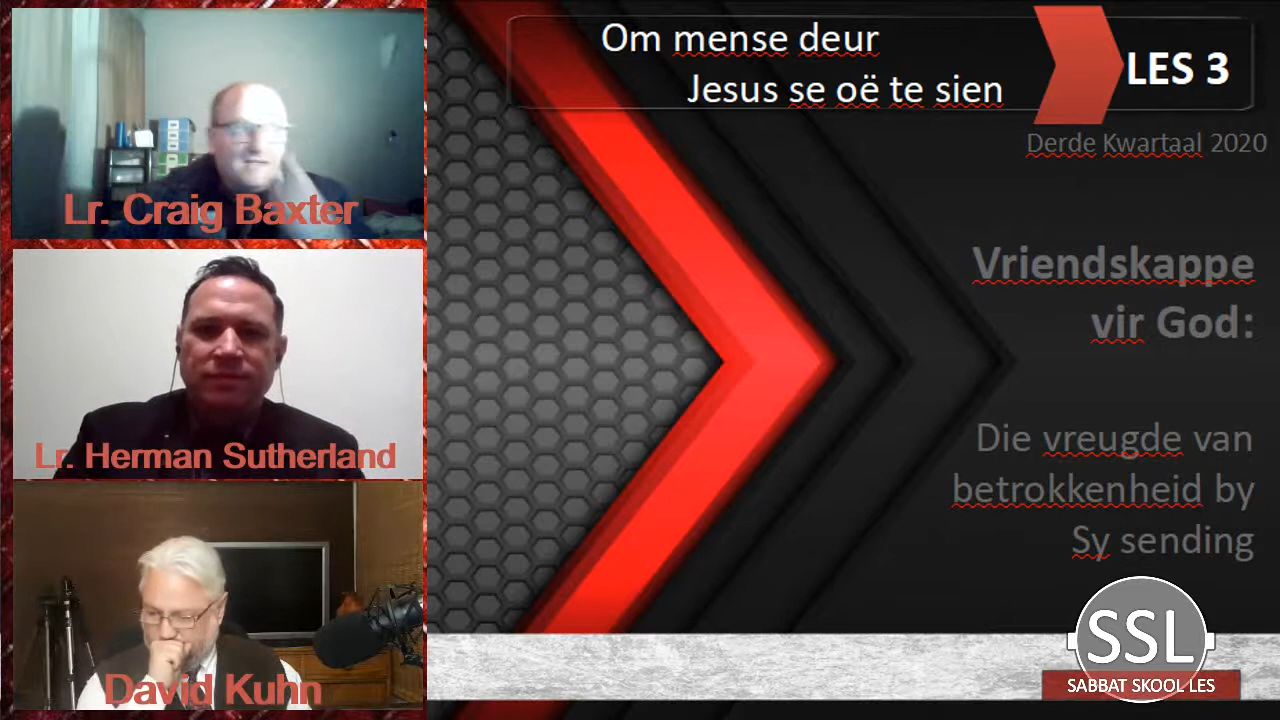 Lr. Craig Baxter
Lr. Herman Sutherland
David Kuhn
Om mense deur
Jesus se oë te sien
LES 3
Derde Kwartaal 2020
Vriendskappe
vir God:
Die vreugde van
betrokkenheid by
Sy sending
SSL
SABBAT SKOOL LES